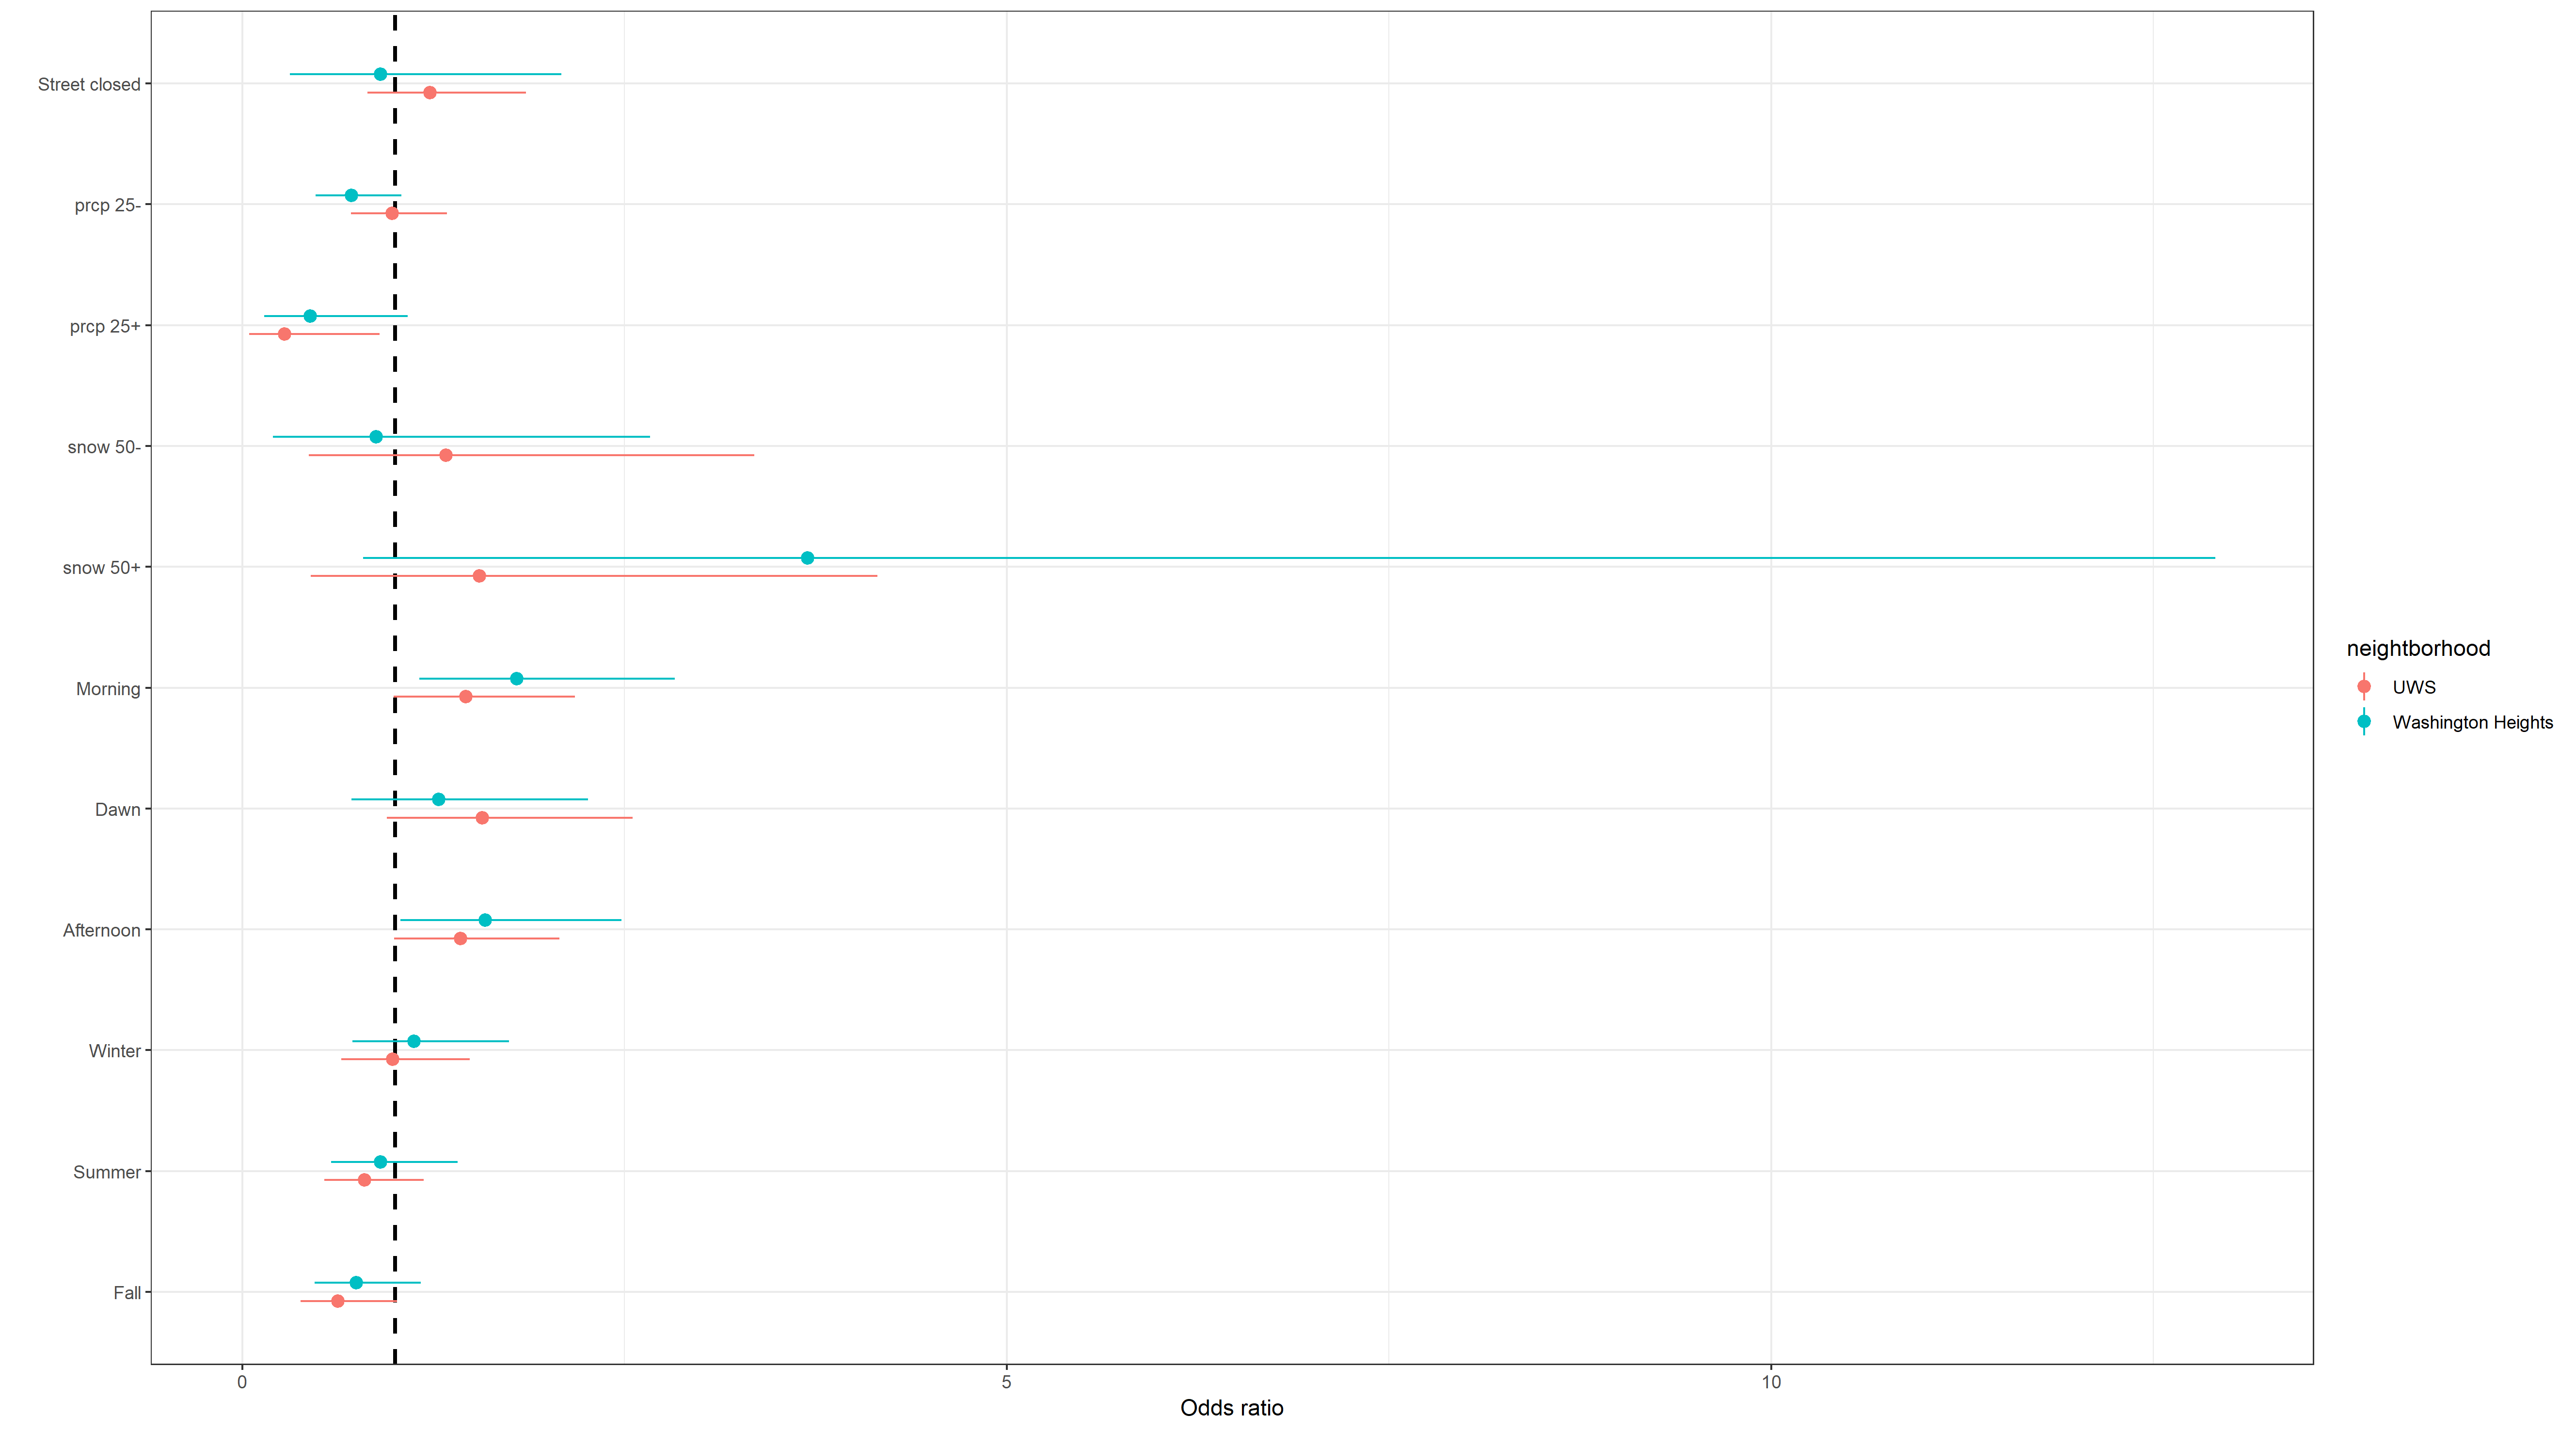 Street closed
prcp 25-
prcp 25+
snow 50-
snow 50+
Morning
Dawn
Afternoon
Winter
Summer
Fall
0 5 10
Odds ratio
neightborhood
UWS
Washington Heights